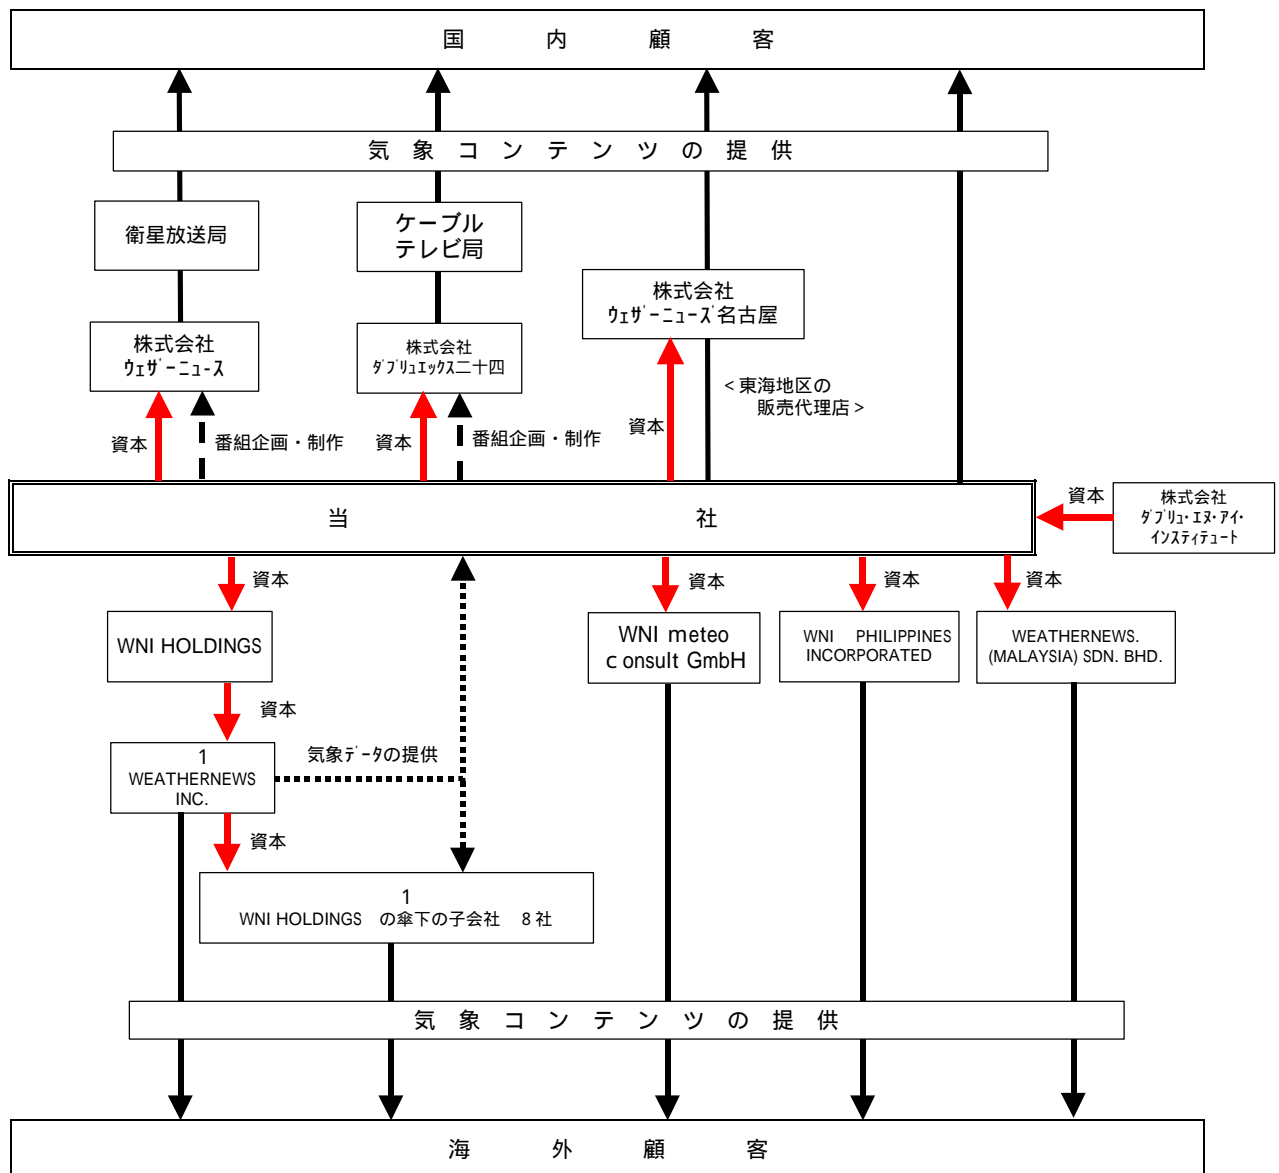 国 内 顧 客
気 象 コ ン テ ン ツ の 提 供
衛星放送局
ケーブル
テレビ局
株式会社
ｳｪｻﾞｰﾆｭｰｽﾞ名古屋
株式会社
ｳｪｻﾞｰﾆｭｰｽ
株式会社
ﾀﾞﾌﾞﾘｭｴｯｸｽ二十四
<東海地区の
販売代理店>
資本
番組企画・制作
資本
番組企画・制作
資本
当 社
資本
株式会社
ﾀﾞﾌﾞﾘｭ･ｴﾇ･ｱｲ･
ｲﾝｽﾃｨﾃｭｰﾄ
資本
資本
資本
資本
WNI HOLDINGS
WNI meteo
consult GmbH
WNI PHILIPPINES
INCORPORATED
WEATHERNEWS.
(MALAYSIA) SDN. BHD.
資本
1
WEATHERNEWS
INC.
気象ﾃﾞｰﾀの提供
資本
1
WNI HOLDINGS の傘下の子会社 8社
気 象 コ ン テ ン ツ の 提 供
海 外 顧 客